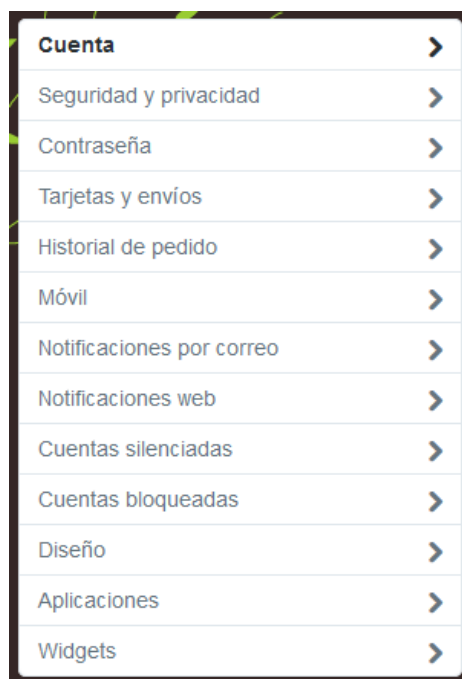 Cuenta
Seguridad y privacidad
Contraseña
Tarjetas y envíos
Historial de pedido
Móvil
Notificaciones por correo
Notificaciones web
Cuentas silenciadas
Cuentas bloqueadas
Diseño
Aplicaciones
Widgets